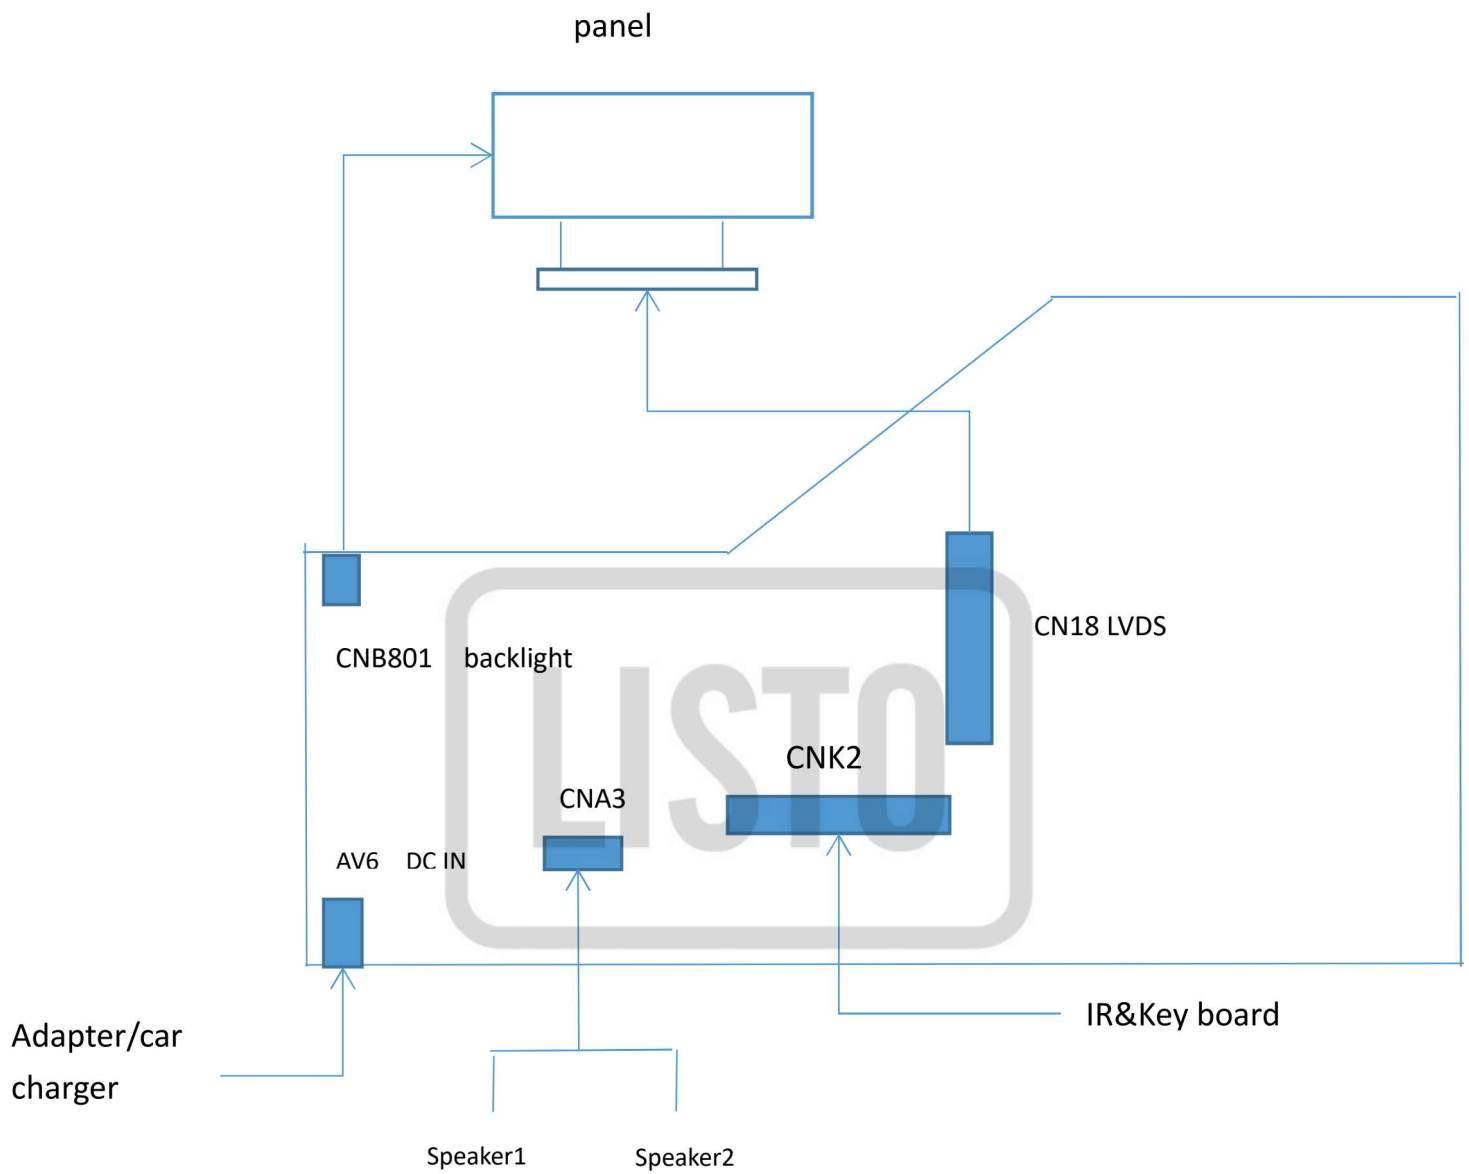 panel
CN18 LVDS
CNB801 backlight
LISTO
CNK2
CNA3
AV6 DC IN
IR&Key board
Adapter/car
charger
Speaker1
Speaker2